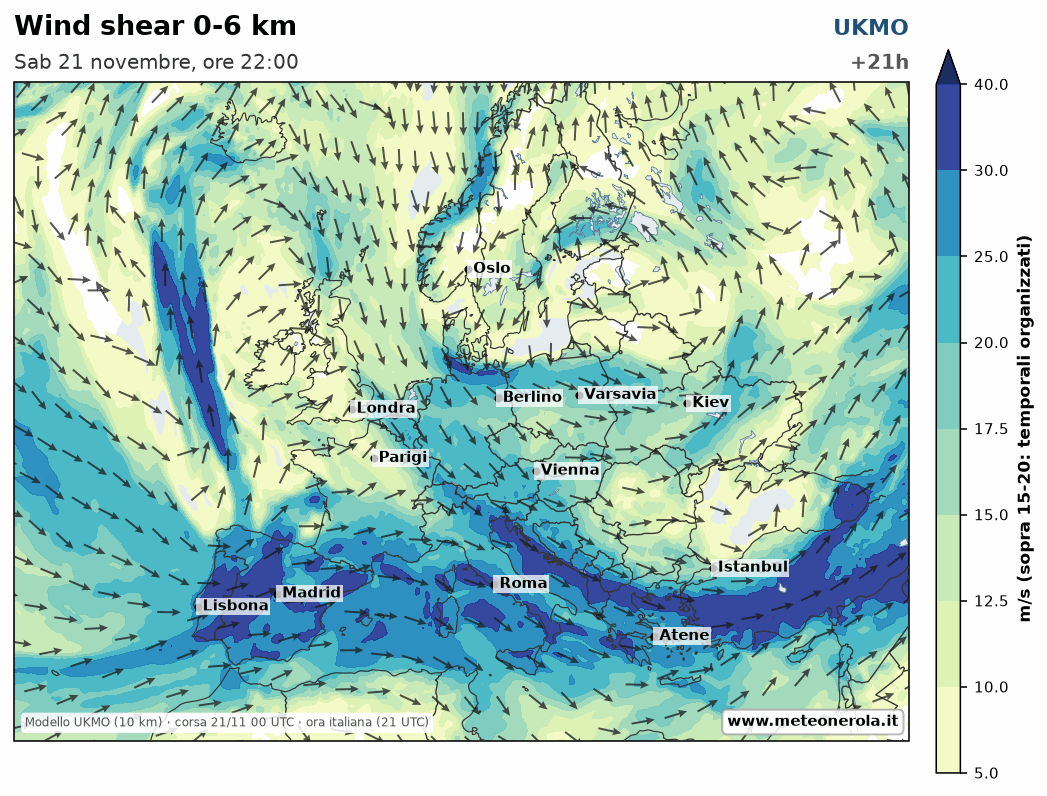 Wind shear 0-6 km
UKMO
Sab 21 novembre, ore 22:00
+21h
40.0
30.0
25.0
20.0
17.5
15.0
12.5
10.0
5.0
m/s (sopra 15-20: temporali organizzati)
Oslo
Berlino
Varsavia
Kiev
Londra
Parigi
Vienna
Istanbul
Roma
Madrid
Lisbona
Atene
Modello UKMO (10 km) · corsa 21/11 00 UTC · ora italiana (21 UTC)
www.meteonerola.it